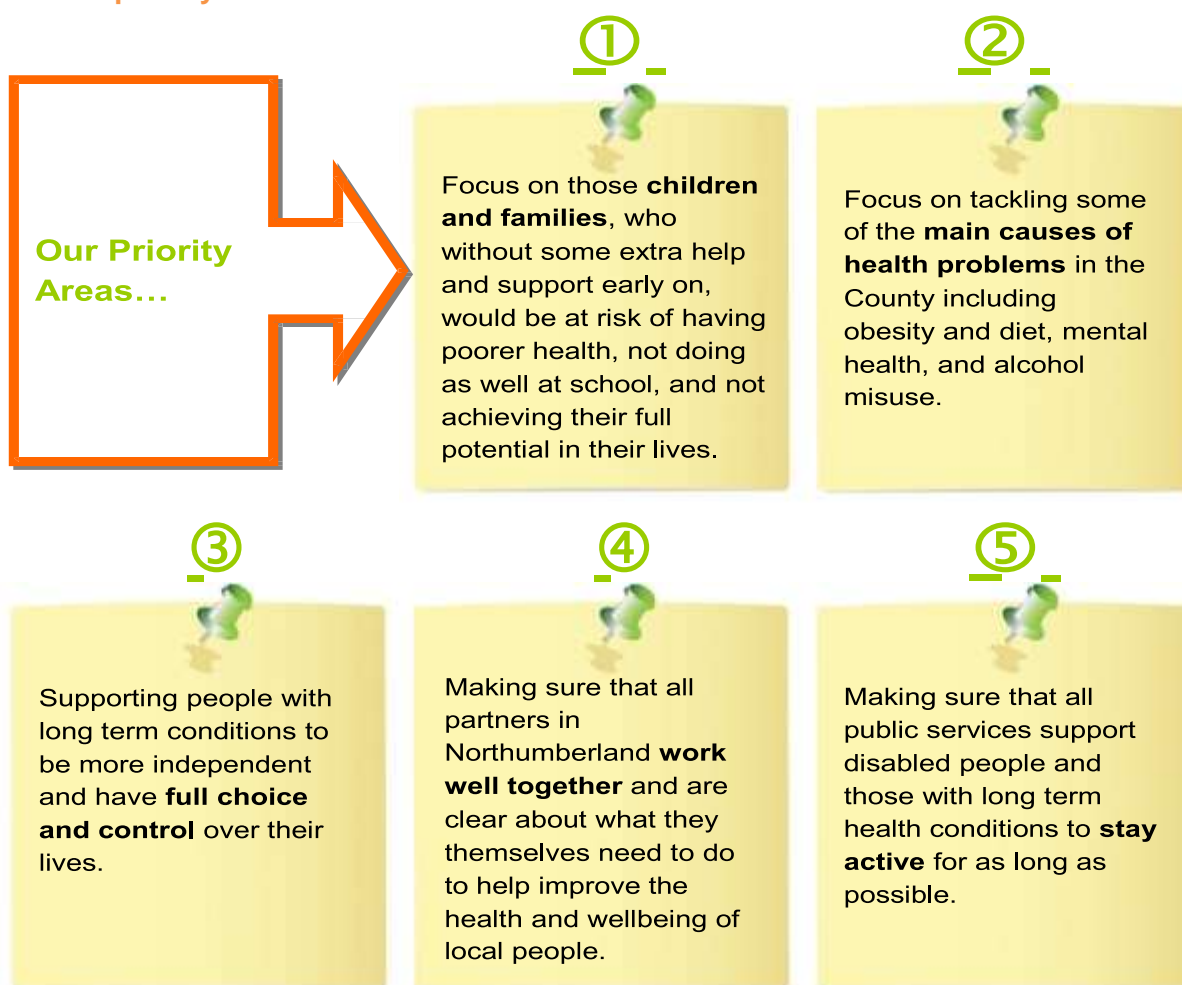 ①
②
Our Priority
Areas…
Focus on those children
and families, who
without some extra help
and support early on,
would be at risk of having
poorer health, not doing
as well at school, and not
achieving their full
potential in their lives.
Focus on tackling some
of the main causes of
health problems in the
County including
obesity and diet, mental
health, and alcohol
misuse.
③
④
⑤
Supporting people with
long term conditions to
be more independent
and have full choice
and control over their
lives.
Making sure that all
partners in
Northumberland work
well together and are
clear about what they
themselves need to do
to help improve the
health and wellbeing of
local people.
Making sure that all
public services support
disabled people and
those with long term
health conditions to stay
active for as long as
possible.